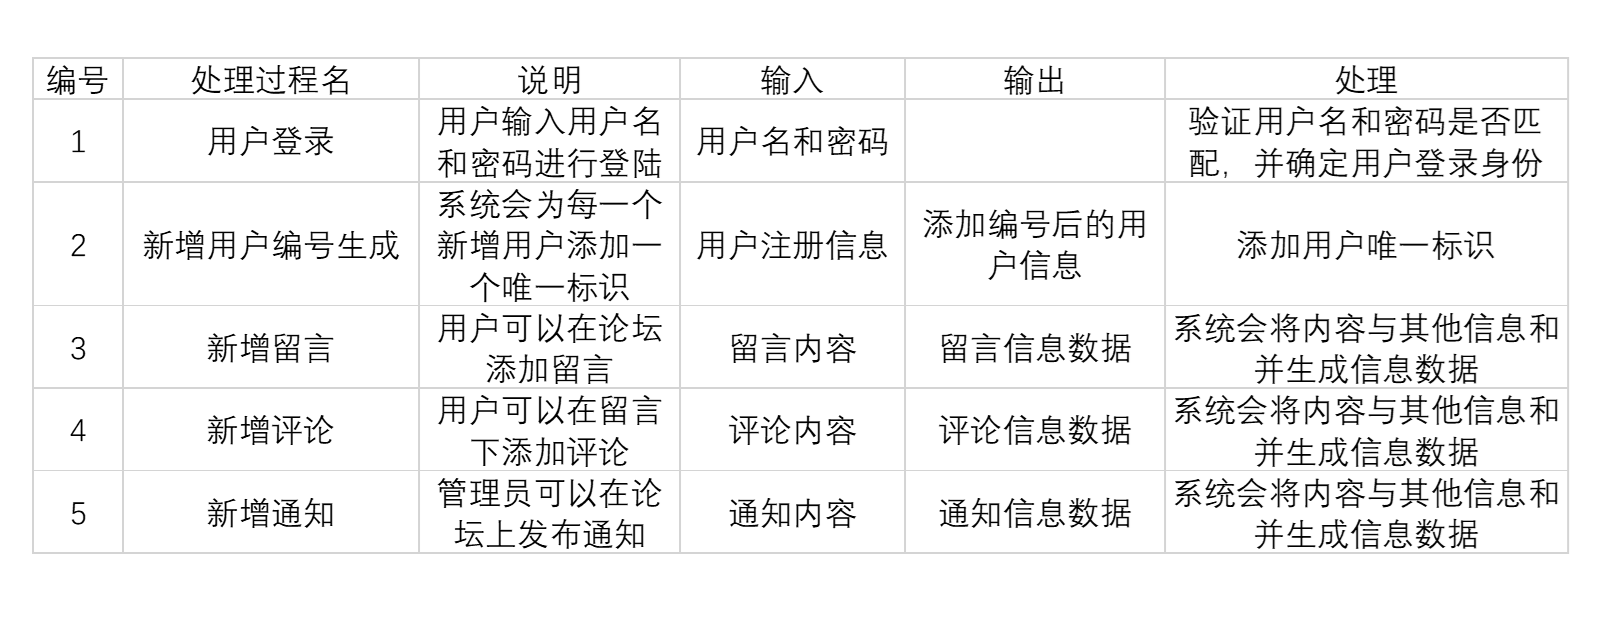 编号 处理过程名 说明 输入 输出 处理
1 用户登录 用户输入用户名
和密码进行登陆 用户名和密码 验证用户名和密码是否匹
配，并确定用户登录身份
2 新增用户编号生成 系统会为每一个
新增用户添加一
个唯一标识 用户注册信息 添加编号后的用
户信息 添加用户唯一标识
3 新增留言 用户可以在论坛
添加留言 留言内容 留言信息数据 系统会将内容与其他信息和
并生成信息数据
4 新增评论 用户可以在留言
下添加评论 评论内容 评论信息数据 系统会将内容与其他信息和
并生成信息数据
5 新增通知 管理员可以在论
坛上发布通知 通知内容 通知信息数据 系统会将内容与其他信息和
并生成信息数据